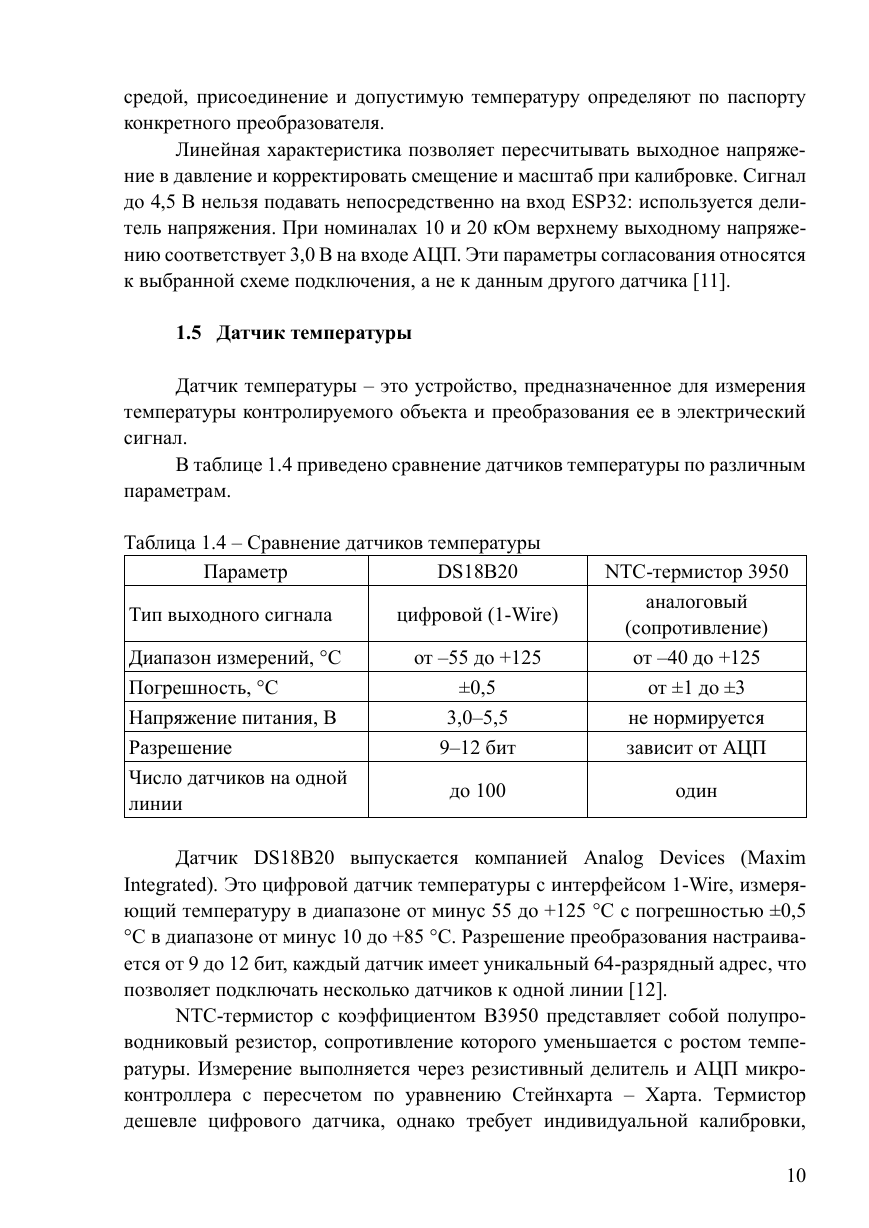 средой, присоединение и допустимую температуру определяют по паспорту
конкретного преобразователя.
Линейная характеристика позволяет пересчитывать выходное напряже-
ние в давление и корректировать смещение и масштаб при калибровке. Сигнал
до 4,5 В нельзя подавать непосредственно на вход ESP32: используется дели-
тель напряжения. При номиналах 10 и 20 кОм верхнему выходному напряже-
нию соответствует 3,0 В на входе АЦП. Эти параметры согласования относятся
к выбранной схеме подключения, а не к данным другого датчика [11].
1.5 Датчик температуры
Датчик температуры – это устройство, предназначенное для измерения
температуры контролируемого объекта и преобразования ее в электрический
сигнал.
В таблице 1.4 приведено сравнение датчиков температуры по различным
параметрам.
Таблица 1.4 – Сравнение датчиков температуры
Параметр DS18B20 NTC-термистор 3950
Тип выходного сигнала цифровой (1-Wire) аналоговый
(сопротивление)
Диапазон измерений, °C от –55 до +125 от –40 до +125
Погрешность, °C ±0,5 от ±1 до ±3
Напряжение питания, В 3,0–5,5 не нормируется
Разрешение 9–12 бит зависит от АЦП
Число датчиков на одной
линии до 100 один
Датчик DS18B20 выпускается компанией Analog Devices (Maxim
Integrated). Это цифровой датчик температуры с интерфейсом 1-Wire, измеря-
ющий температуру в диапазоне от минус 55 до +125 °C с погрешностью ±0,5
°C в диапазоне от минус 10 до +85 °C. Разрешение преобразования настраива-
ется от 9 до 12 бит, каждый датчик имеет уникальный 64-разрядный адрес, что
позволяет подключать несколько датчиков к одной линии [12].
NTC-термистор с коэффициентом B3950 представляет собой полупро-
водниковый резистор, сопротивление которого уменьшается с ростом темпе-
ратуры. Измерение выполняется через резистивный делитель и АЦП микро-
контроллера с пересчетом по уравнению Стейнхарта – Харта. Термистор
дешевле цифрового датчика, однако требует индивидуальной калибровки,
10